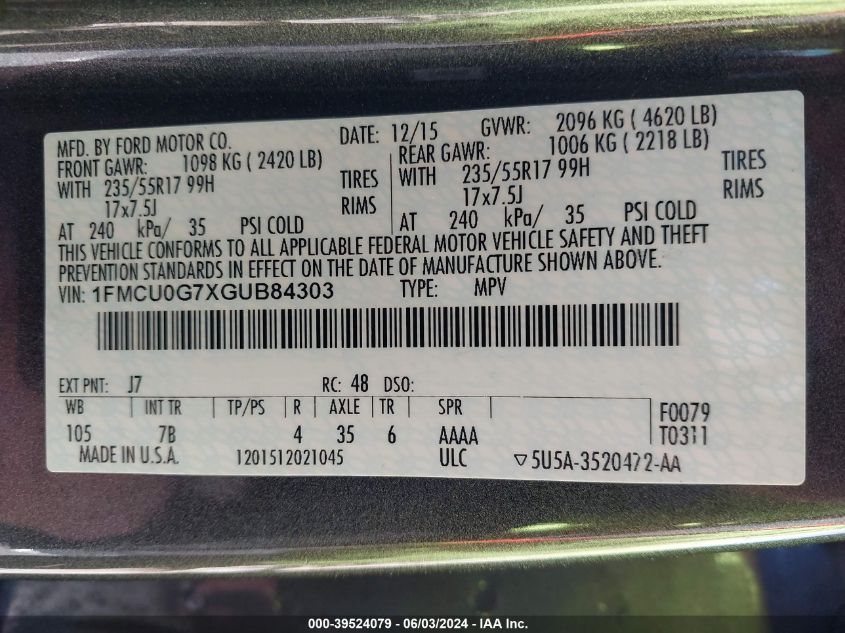 MFD. BY FORD MOTOR CO. DATE: 12/15 GVWR: 2096 KG ( 4620 LB)
FRONT GAWR: 1098 KG ( 2420 LB) REAR GAWR: 1006 KG ( 2218 LB)
WITH 235/55R17 99H TIRES WITH 235/55R17 99H TIRES
17x7.5J RIMS 17x7.5J RIMS
AT 240 kPa/ 35 PSI COLD AT 240 kPa/ 35 PSI COLD
THIS VEHICLE CONFORMS TO ALL APPLICABLE FEDERAL MOTOR VEHICLE SAFETY AND THEFT
PREVENTION STANDARDS IN EFFECT ON THE DATE OF MANUFACTURE SHOWN ABOVE.
VIN: 1FMCU0G7XGUB84303 TYPE: MPV
EXT PNT: J7 RC: 48 DSO:
WB INT TR TP/PS R AXLE TR SPR F0079
105 7B 4 35 6 AAAA T0311
MADE IN U.S.A. 1201512021045 ULC ▽5U5A-3520472-AA
000-39524079 - 06/03/2024 - IAA Inc.